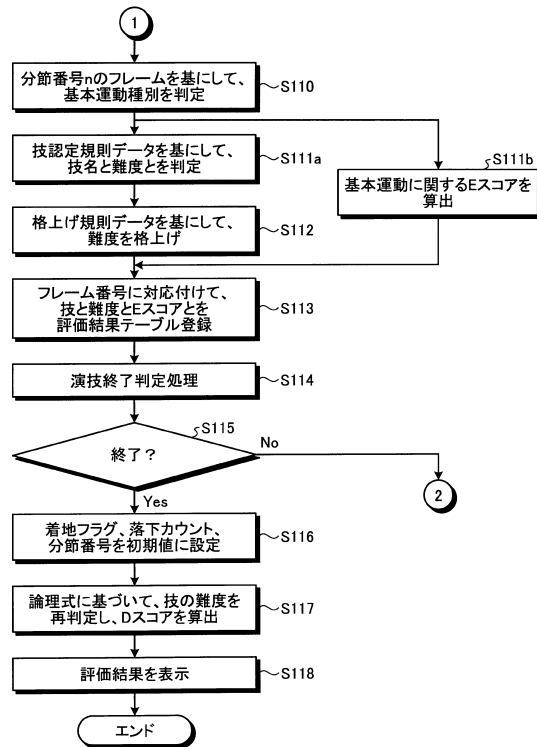 1
分節番号nのフレームを基にして、
基本運動種別を判定
S110
技認定規則データを基にして、
技名と難度とを判定
S111a
S111b
基本運動に関するEスコアを
算出
格上げ規則データを基にして、
難度を格上げ
S112
フレーム番号に対応付けて、
技と難度とEスコアとを
評価結果テーブル登録
S113
演技終了判定処理
S114
S115
終了?
No
2
Yes
着地フラグ、落下カウント、
分節番号を初期値に設定
S116
論理式に基づいて、技の難度を
再判定し、Dスコアを算出
S117
評価結果を表示
S118
エンド